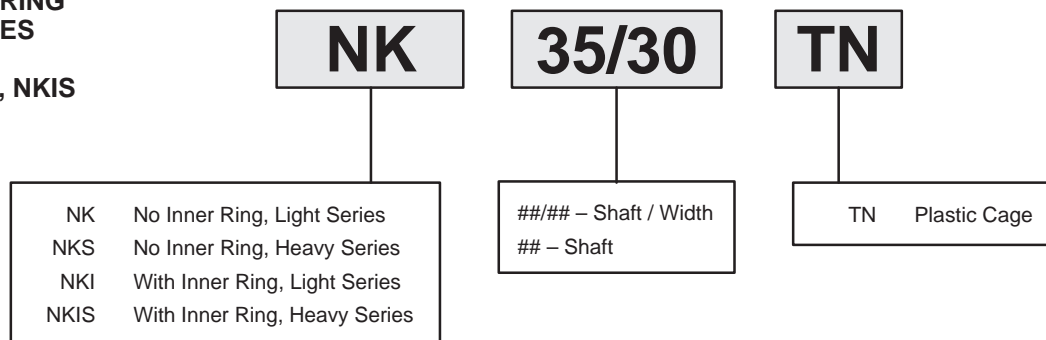 ES
, NKIS
NK
35/30
TN
NK No Inner Ring, Light Series
NKS No Inner Ring, Heavy Series
NKI With Inner Ring, Light Series
NKIS With Inner Ring, Heavy Series
##/## – Shaft / Width
## – Shaft
TN Plastic Cage